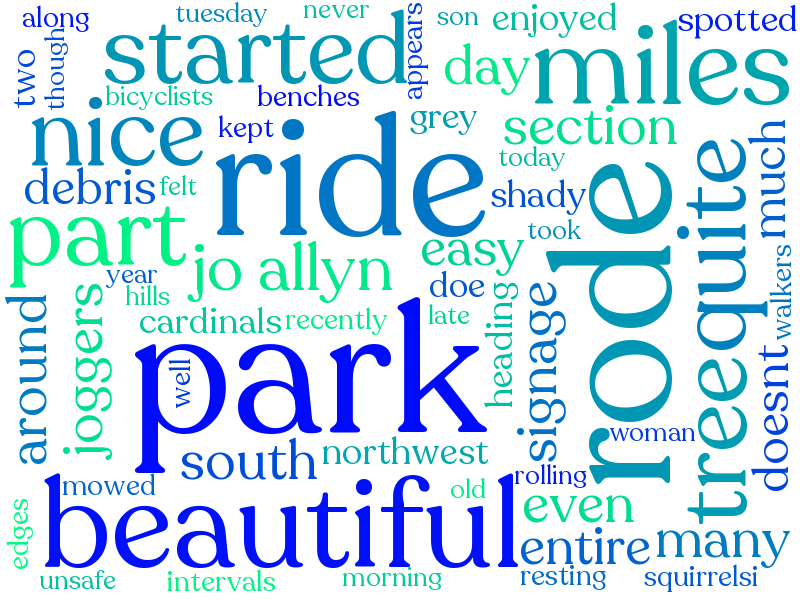 along
tuesday
never
son
enjoyed
spotted
two
though
started
appears
day
miles
bicyclists
benches
nice
kept
grey
section
much
ride
today
debris
felt
shady
rode
quite
part
jo allyn
easy
took
walkers
year
hills
doe
around
joggers
cardinals
recently
late
heading
signage
tree
doesnt
park
well
woman
south
northwest
rolling
mowed
beautiful
old
even
edges
entire
many
unsafe
intervals
morning
resting
squirrelsi